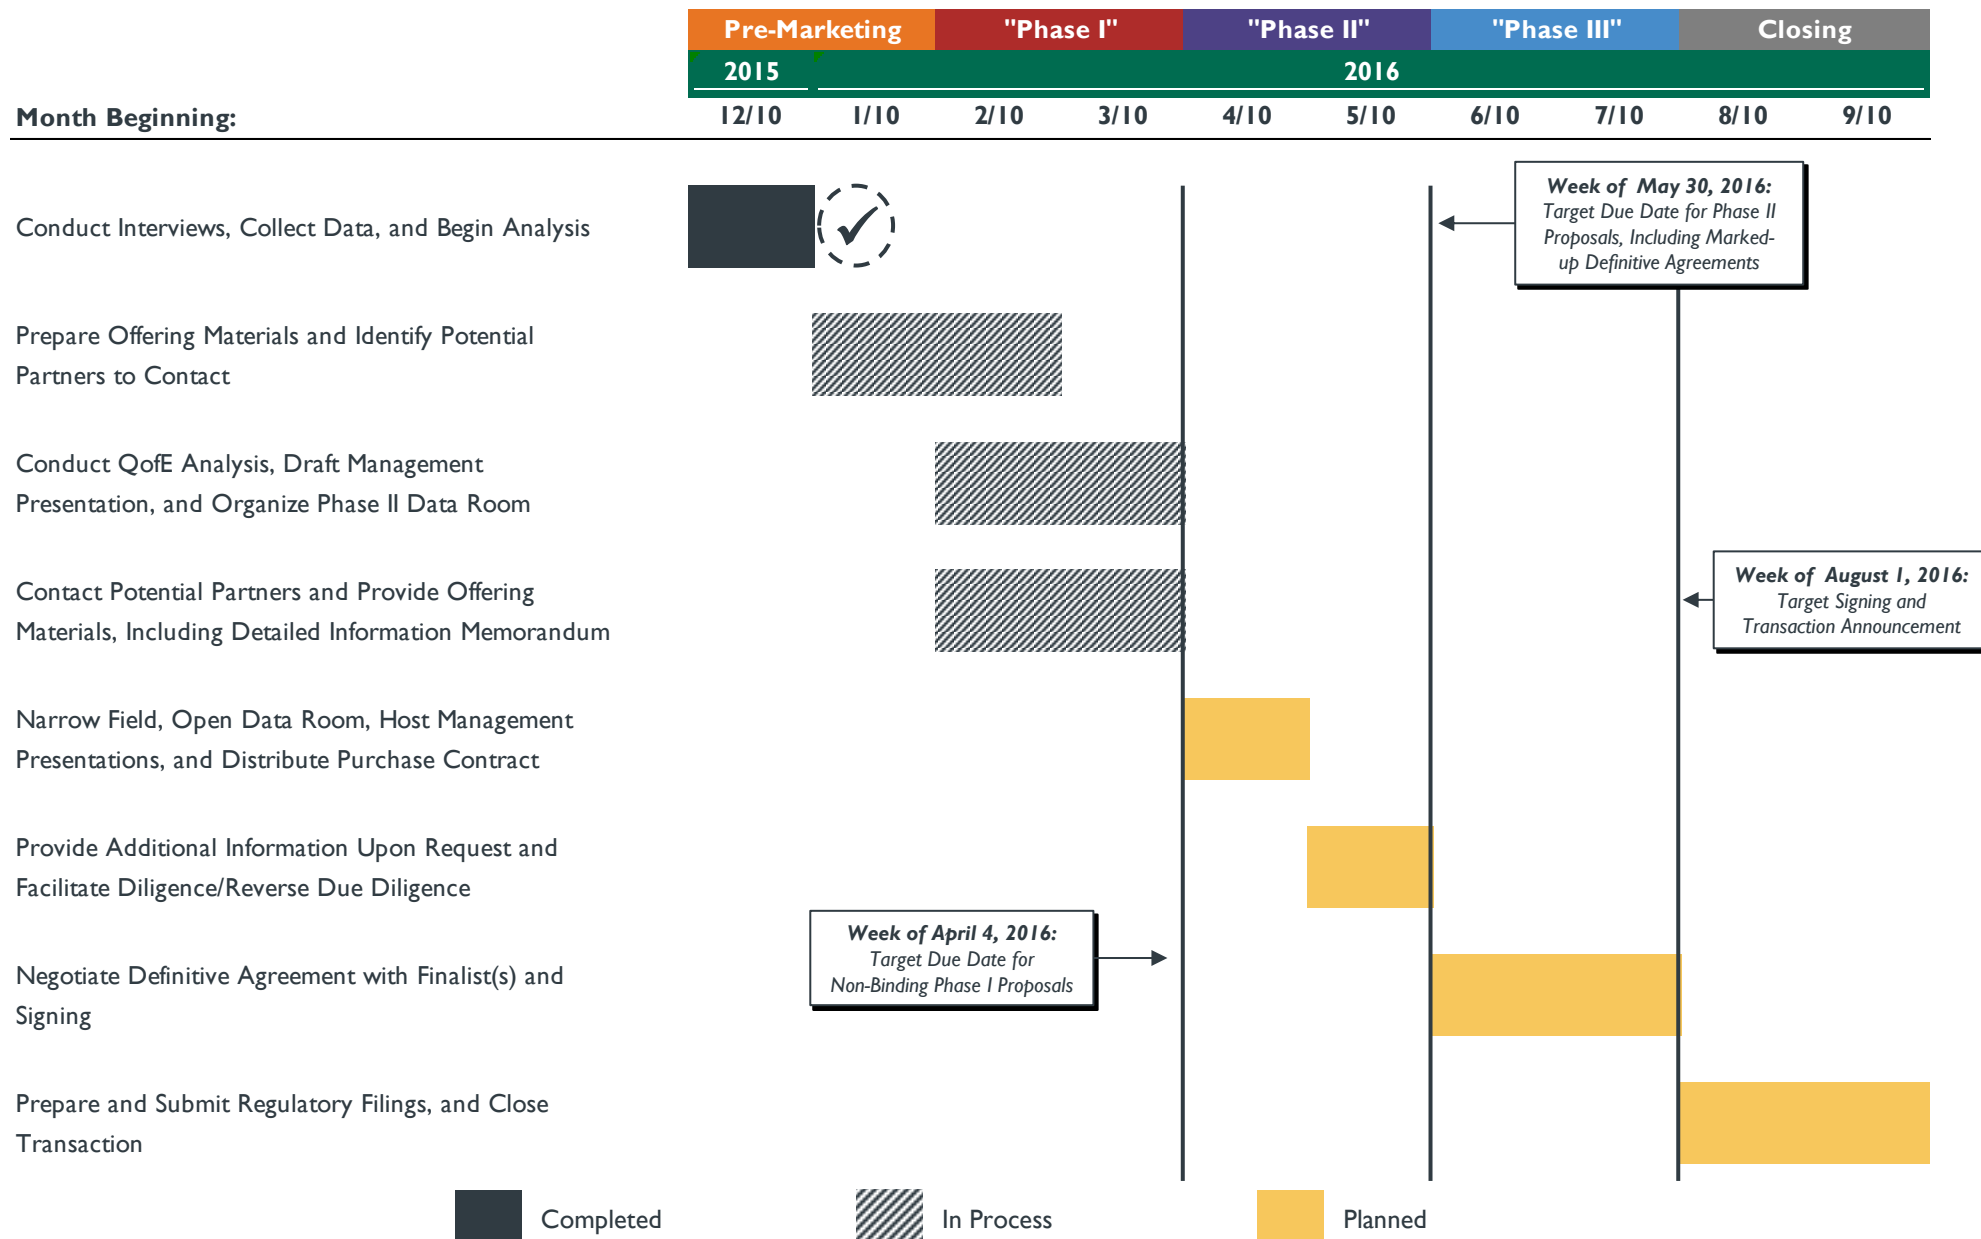 Pre-Marketing "Phase I" "Phase II" "Phase III" Closing
2015 2016
Month Beginning: 12/10 1/10 2/10 3/10 4/10 5/10 6/10 7/10 8/10 9/10
Week of May 30, 2016:
Target Due Date for Phase II
Proposals, Including Marked-
up Definitive Agreements
Conduct Interviews, Collect Data, and Begin Analysis
Prepare Offering Materials and Identify Potential
Partners to Contact
Conduct QofE Analysis, Draft Management
Presentation, and Organize Phase II Data Room
Contact Potential Partners and Provide Offering
Materials, Including Detailed Information Memorandum
Week of August 1, 2016:
Target Signing and
Transaction Announcement
Narrow Field, Open Data Room, Host Management
Presentations, and Distribute Purchase Contract
Provide Additional Information Upon Request and
Facilitate Diligence/Reverse Due Diligence
Week of April 4, 2016:
Target Due Date for
Non-Binding Phase I Proposals
Negotiate Definitive Agreement with Finalist(s) and
Signing
Prepare and Submit Regulatory Filings, and Close
Transaction
Completed In Process Planned